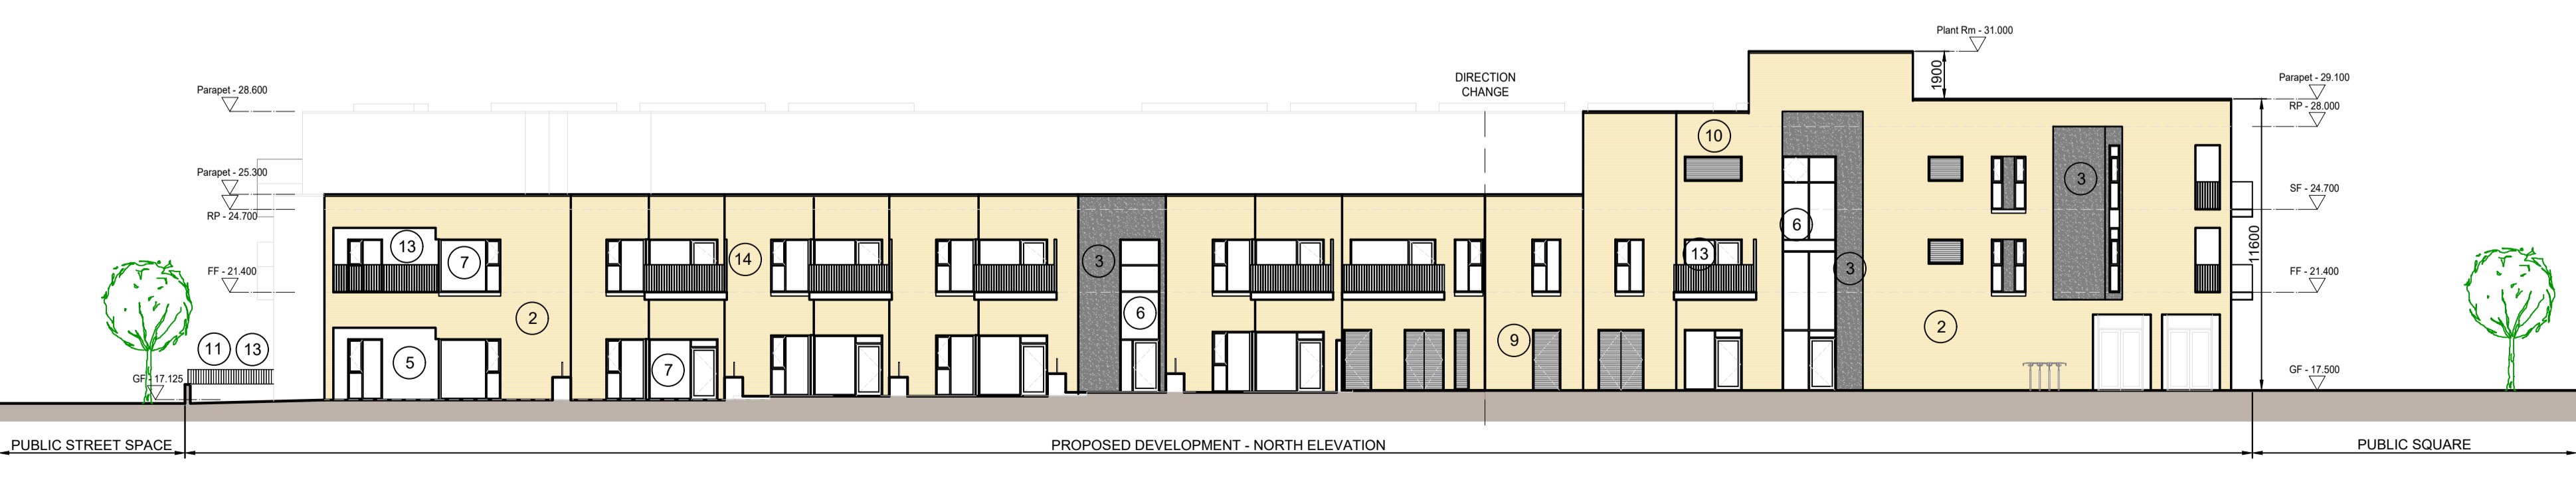 Plant Rm - 31.000
1900
DIRECTION
CHANGE
Parapet - 28.600
Parapet - 29.100
RP - 28.000
10
Parapet - 25.300
RP - 24.700
3
SF - 24.700
6
13
7
14
3
13
3
11600
FF - 21.400
FF - 21.400
2
6
2
9
11
13
5
7
GF - 17.125
GF - 17.500
PUBLIC STREET SPACE
PROPOSED DEVELOPMENT - NORTH ELEVATION
PUBLIC SQUARE